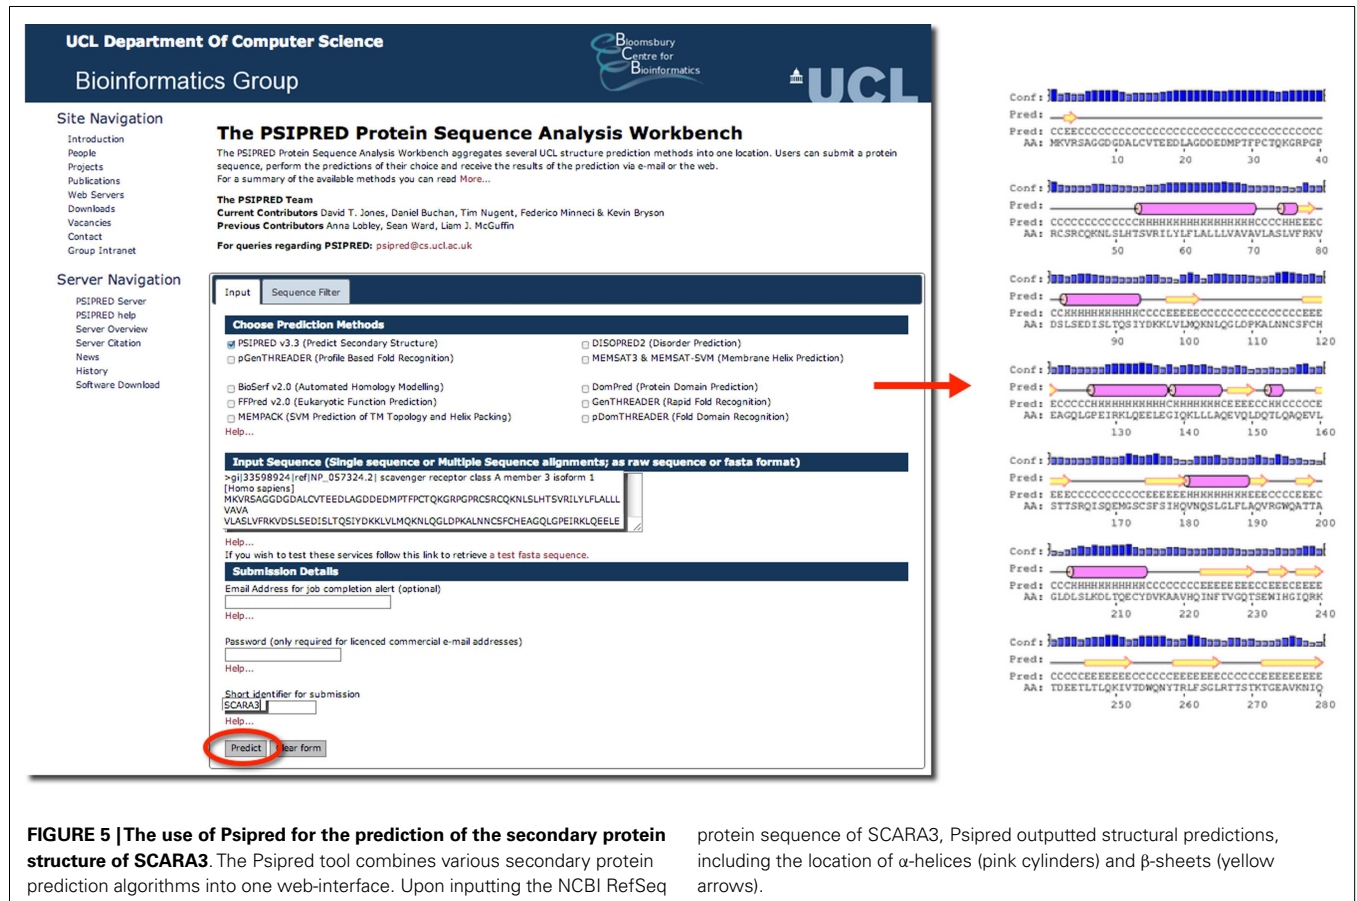 UCL Department Of Computer Science
Bioinformatics Group
Bloomsbury
Centre for
Bioinformatics
UCL
Site Navigation
Introduction
People
Projects
Publications
Web Servers
Downloads
Vacancies
Contact
Group Intranet
Server Navigation
PSIPRED Server
PSIPRED help
Server Overview
Server Citation
News
History
Software Download
The PSIPRED Protein Sequence Analysis Workbench
The PSIPRED Protein Sequence Analysis Workbench aggregates several UCL structure prediction methods into one location. Users can submit a protein
sequence, perform the predictions of their choice and receive the results of the prediction via e-mail or the web.
For a summary of the available methods you can read More...
The PSIPRED Team
Current Contributors David T. Jones, Daniel Buchan, Tim Nugent, Federico Minneci & Kevin Bryson
Previous Contributors Anna Lobley, Sean Ward, Liam J. McGuffin
For queries regarding PSIPRED: psipred@cs.ucl.ac.uk
Input Sequence Filter
Choose Prediction Methods
PSIPRED v3.3 (Predict Secondary Structure) DISOPRED2 (Disorder Prediction)
pGenTHREADER (Profile Based Fold Recognition) MEMSAT3 & MEMSAT-SVM (Membrane Helix Prediction)
BioSerf v2.0 (Automated Homology Modelling) DomPred (Protein Domain Prediction)
FFPred v2.0 (Eukaryotic Function Prediction) GenTHREADER (Rapid Fold Recognition)
MEMPACK (SVM Prediction of TM Topology and Helix Packing) pDomTHREADER (Fold Domain Recognition)
Help...
Input Sequence (Single sequence or Multiple Sequence alignments; as raw sequence or fasta format)
>gi|33598924|ref|NP_057324.2| scavenger receptor class A member 3 isoform 1
[Homo sapiens]
MKVRSAGGDGDALCVTEEDLAGDDEDMPTFPCTQKGRPGPRCSRCQKNLSLHTSVRILYLFLALLL
VAVA
VLASLVFRKVDSLSEDISLTQSIYDKKLVLMQKNLQGLDPKALNNCSFCHEAGQLGPEIRKLQEELE
Help...
If you wish to test these services follow this link to retrieve a test fasta sequence.
Submission Details
Email Address for job completion alert (optional)
Help...
Password (only required for licenced commercial e-mail addresses)
Help...
Short identifier for submission
SCARA3
Help...
Predict Clear form
Conf:
Pred:
Pred: CCEECCCCCCCCCCCCCCCCCCCCCCCCCCCCCCCCCCCC
AA: MKVRSAGGDGDALCVTEEDLAGDDEDMPTFPCTQKGRPGP
10 20 30 40
Conf:
Pred:
Pred: CCCCCCCCCCCCCHHHHHHHHHHHHHHHHHHCCCCHHEEEC
AA: RCSRCQKNLSLHTSVRILYLFLALLLVAVAVLASLVFRKV
50 60 70 80
Conf:
Pred:
Pred: CCHHHHHHHHHHHCCCCEEEEECCCCCCCCCCCCCCCEEE
AA: DSLSEDISLTQSIYDKKLVLMQKNLQGLDPKALNNCSFCH
90 100 110 120
Conf:
Pred:
Pred: ECCCCCHHHHHHHHHHHCHHHHHHHCEEEECCHHCCCCCE
AA: EAGQLGPEIRKLQEELEGIQKLLLAQEVQLDQTLQAQEVL
130 140 150 160
Conf:
Pred:
Pred: EEECCCCCCCCCCCEEEEEEHHHHHHHHHEEECCCCEEEC
AA: STTSRQISQEMGSCSFSIHQVNQSLGLFLAQVRGWQATTA
170 180 190 200
Conf:
Pred:
Pred: CCCHHHHHHHHHHHCCCCCCCCEEEEEEEECCEEECEEEE
AA: GLDLSLKDLTQECYDVKAAVHQINFTVGQTSEWIHGIQRK
210 220 230 240
Conf:
Pred:
Pred: CCCCCEEEEEEECCCCCCEEEEEEECCCCCCEEEEEEEEE
AA: TDEETLTLQKIVTDWQNYTRLFSGLRTTSTKTGEAVKNIQ
250 260 270 280
FIGURE 5 | The use of Psipred for the prediction of the secondary protein
structure of SCARA3. The Psipred tool combines various secondary protein
prediction algorithms into one web-interface. Upon inputting the NCBI RefSeq
protein sequence of SCARA3, Psipred outputted structural predictions,
including the location of α-helices (pink cylinders) and β-sheets (yellow
arrows).